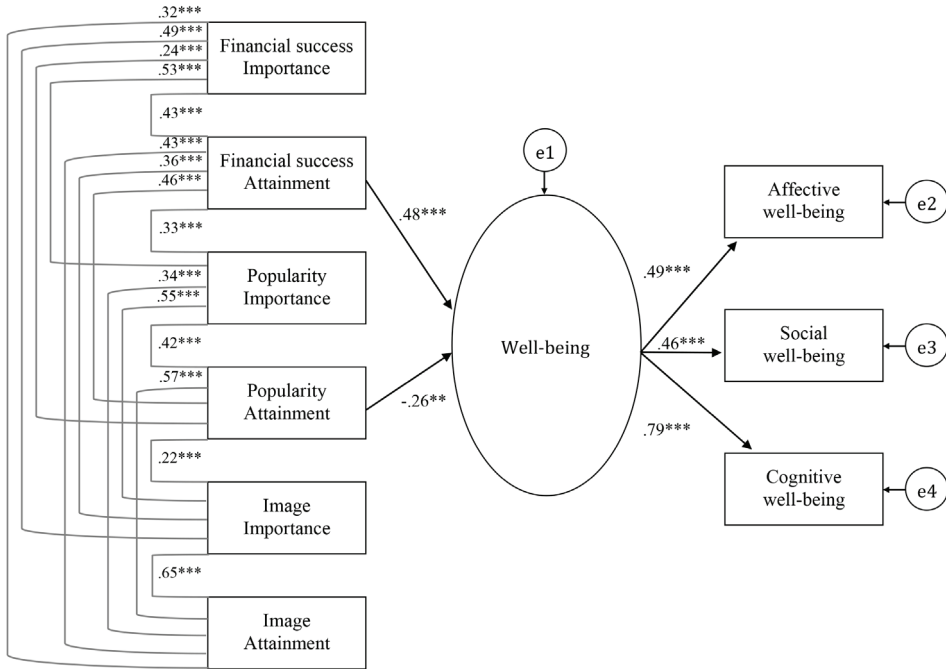 .32***
.49***
.24***
.53***
Financial success
Importance
.43***
.43***
.36***
.46***
Financial success
Attainment
.33***
.34***
.55***
Popularity
Importance
.42***
.57***
Popularity
Attainment
.22***
Image
Importance
.65***
Image
Attainment
.48***
-.26**
e1
Well-being
.49***
.46***
.79***
Affective
well-being
e2
Social
well-being
e3
Cognitive
well-being
e4